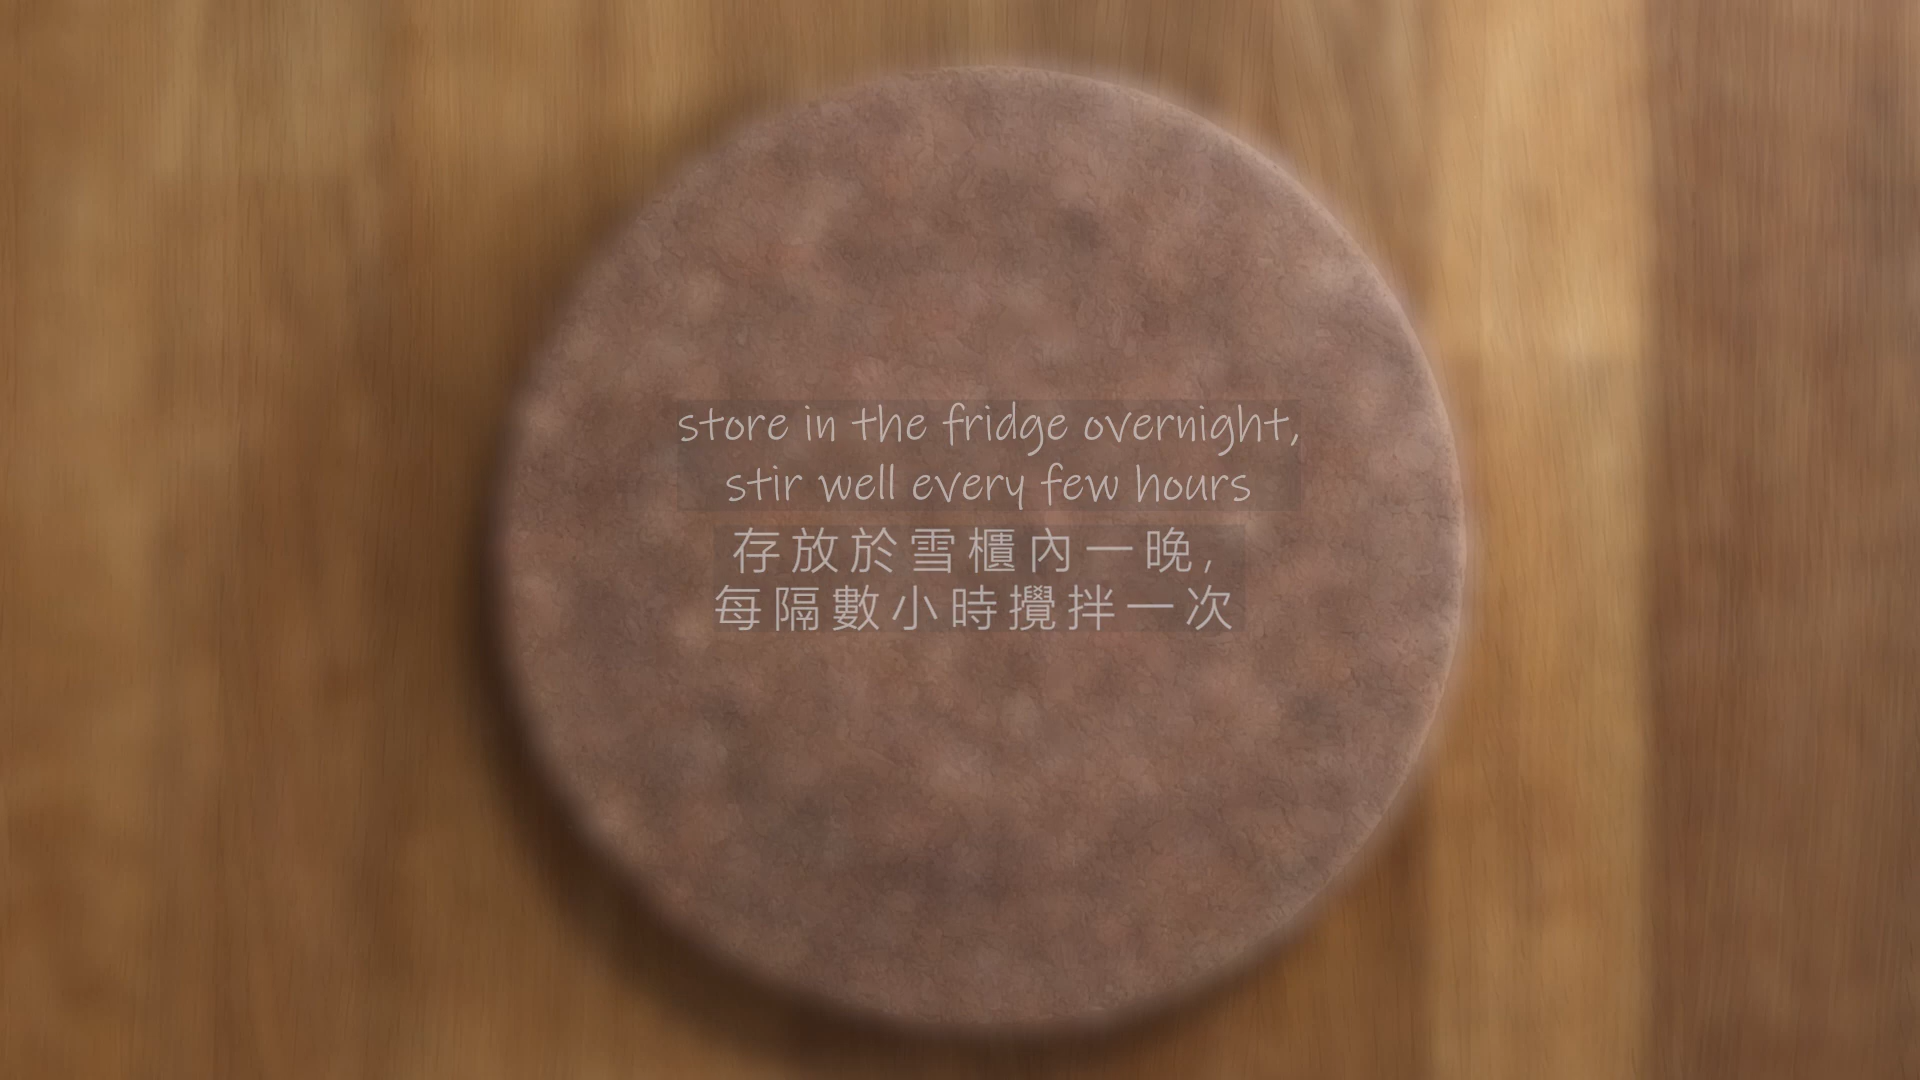 store in the fridge overnight,
stir well every few hours
存放於雪櫃內一晚,
每隔數小時攪拌一次